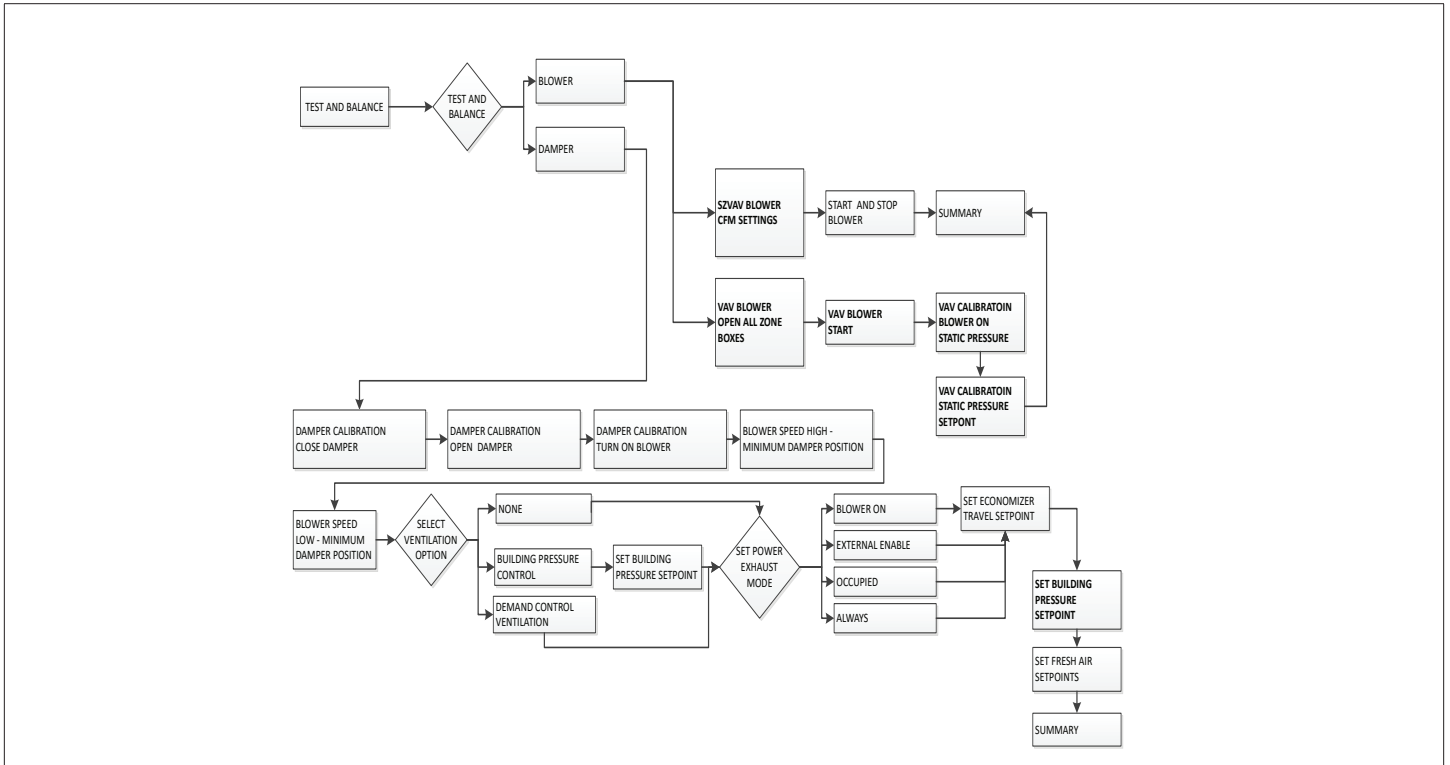 TEST AND BALANCE
TEST AND
BALANCE
BLOWER
DAMPER
SZVAV BLOWER
CFM SETTINGS
START AND STOP
BLOWER
SUMMARY
VAV BLOWER
OPEN ALL ZONE
BOXES
VAV BLOWER
START
VAV CALIBRATOIN
BLOWER ON
STATIC PRESSURE
VAV CALIBRATOIN
STATIC PRESSURE
SETPONT
DAMPER CALIBRATION
CLOSE DAMPER
DAMPER CALIBRATION
OPEN DAMPER
DAMPER CALIBRATION
TURN ON BLOWER
BLOWER SPEED HIGH -
MINIMUM DAMPER POSITION
BLOWER SPEED
LOW - MINIMUM
DAMPER POSITION
SELECT
VENTILATION
OPTION
NONE
BUILDING PRESSURE
CONTROL
SET BUILDING
PRESSURE SETPOINT
DEMAND CONTROL
VENTILATION
SET POWER
EXHAUST
MODE
BLOWER ON
EXTERNAL ENABLE
OCCUPIED
ALWAYS
SET ECONOMIZER
TRAVEL SETPOINT
SET BUILDING
PRESSURE
SETPOINT
SET FRESH AIR
SETPOINTS
SUMMARY